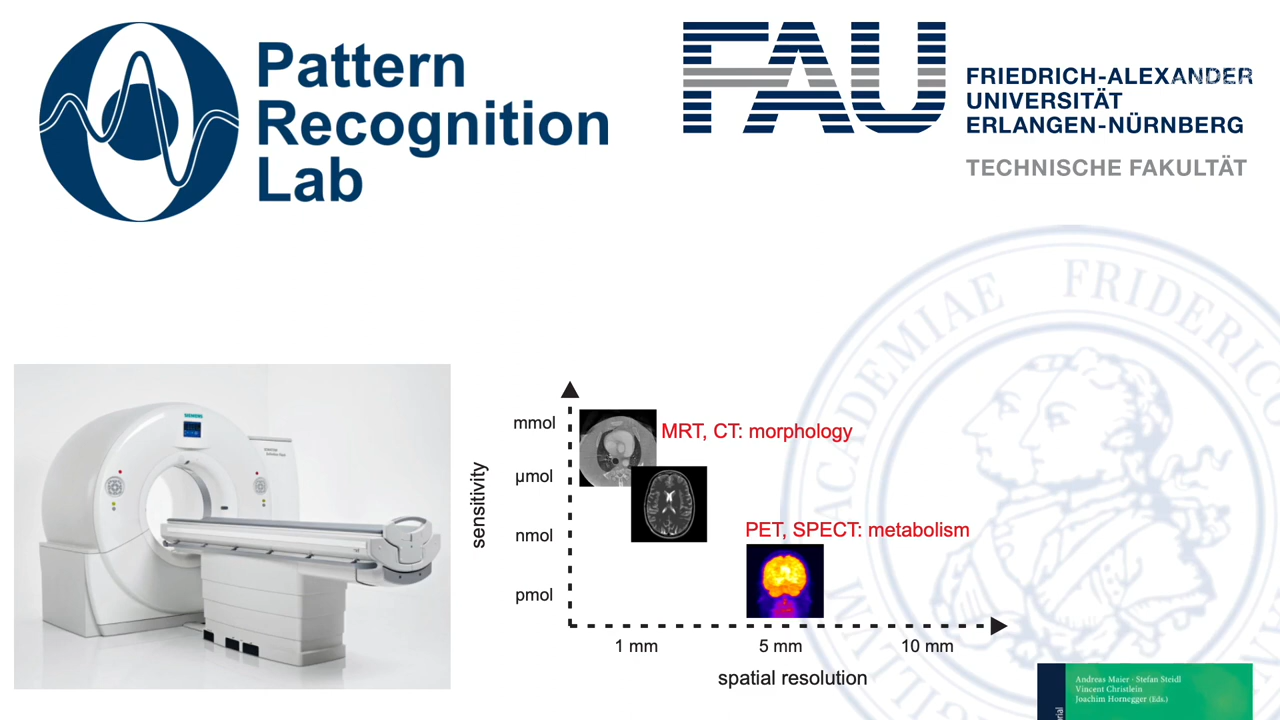 Pattern
Recognition
Lab
FAU
FRIEDRICH-ALEXANDER
UNIVERSITÄT
ERLANGEN-NÜRNBERG
TECHNISCHE FAKULTÄT
ACADEMIAE FRIDERICO
SIEMENS
sensitivity
mmol
µmol
nmol
pmol
MRT, CT: morphology
PET, SPECT: metabolism
1 mm
5 mm
10 mm
spatial resolution
Andreas Maier · Stefan Steidl
Vincent Christlein
Joachim Hornegger (Eds.)